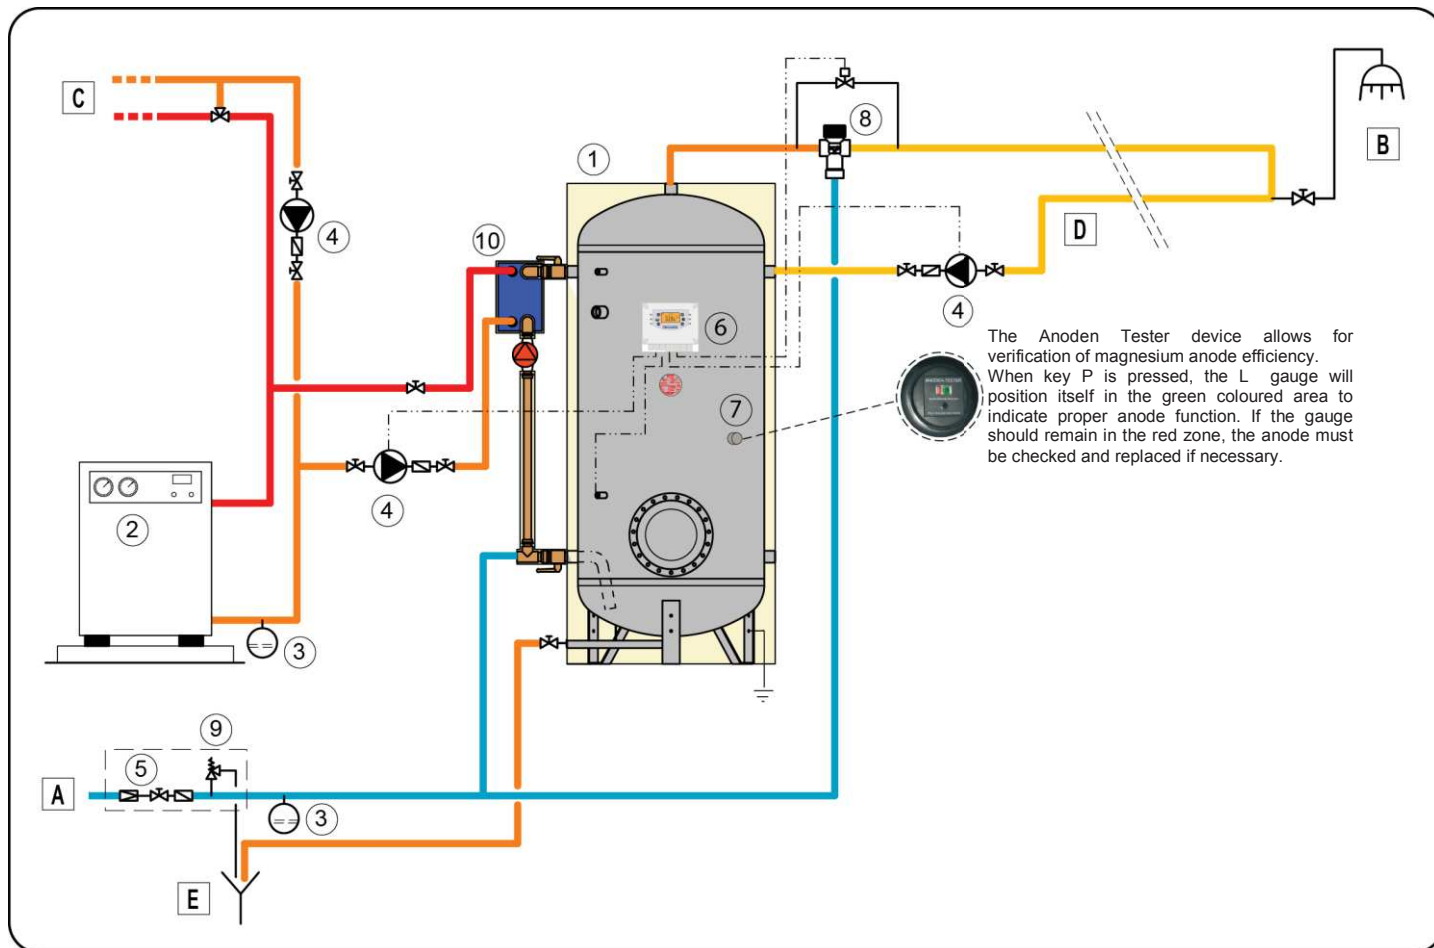 C
8
B
1
4
10
D
6
4
The Anoden Tester device allows for
verification of magnesium anode efficiency.
When key P is pressed, the L gauge will
position itself in the green coloured area to
indicate proper anode function. If the gauge
should remain in the red zone, the anode must
be checked and replaced if necessary.
7
2
4
3
9
5
A
3
E